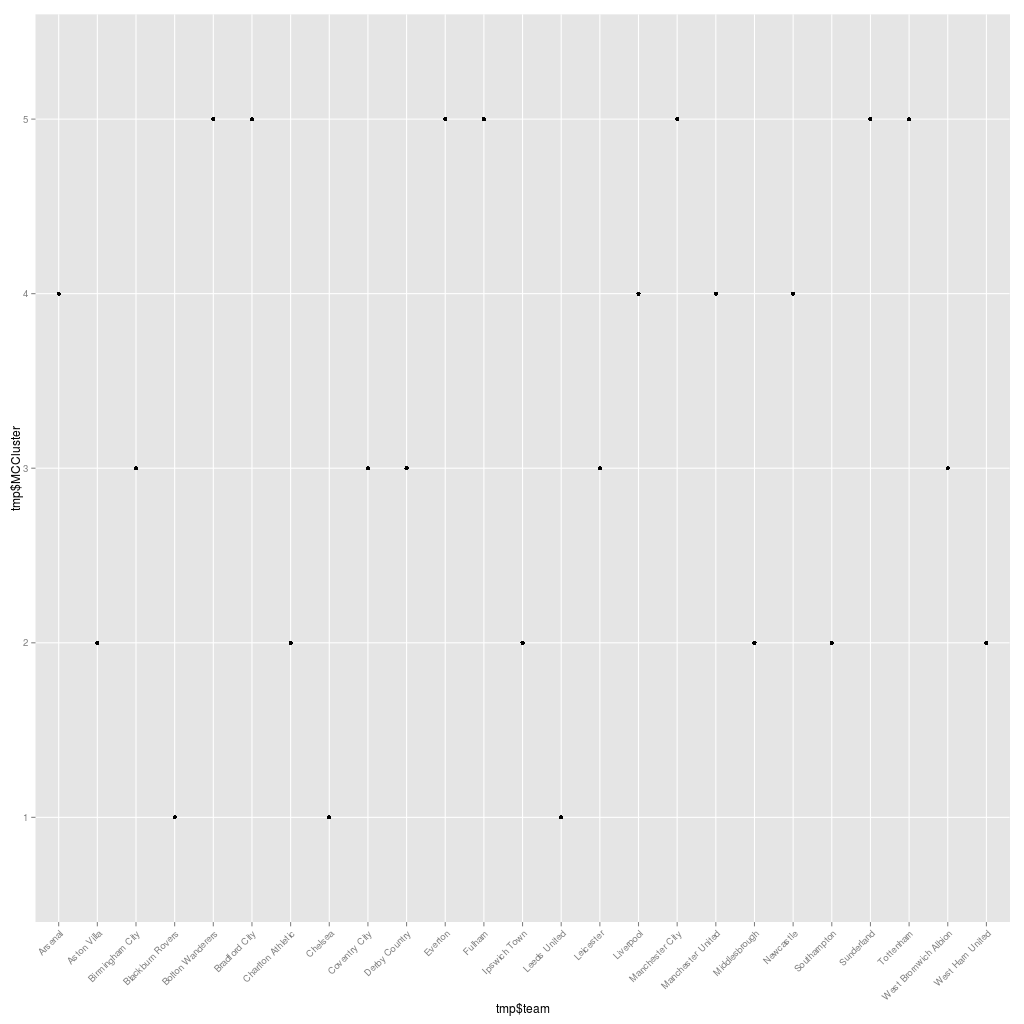 tmp$MCCluster
5
4
3
2
1
Arsenal
Aston Villa
Birmingham City
Blackburn Rovers
Bolton Wanderers
Bradford City
Charlton Athletic
Chelsea
Coventry City
Derby Country
Everton
Fulham
Ipswich Town
Leeds United
Leicester
Liverpool
Manchester City
Manchester United
Middlesbrough
Newcastle
Southampton
Sunderland
Tottenham
West Bromwich Albion
West Ham United
tmp$team